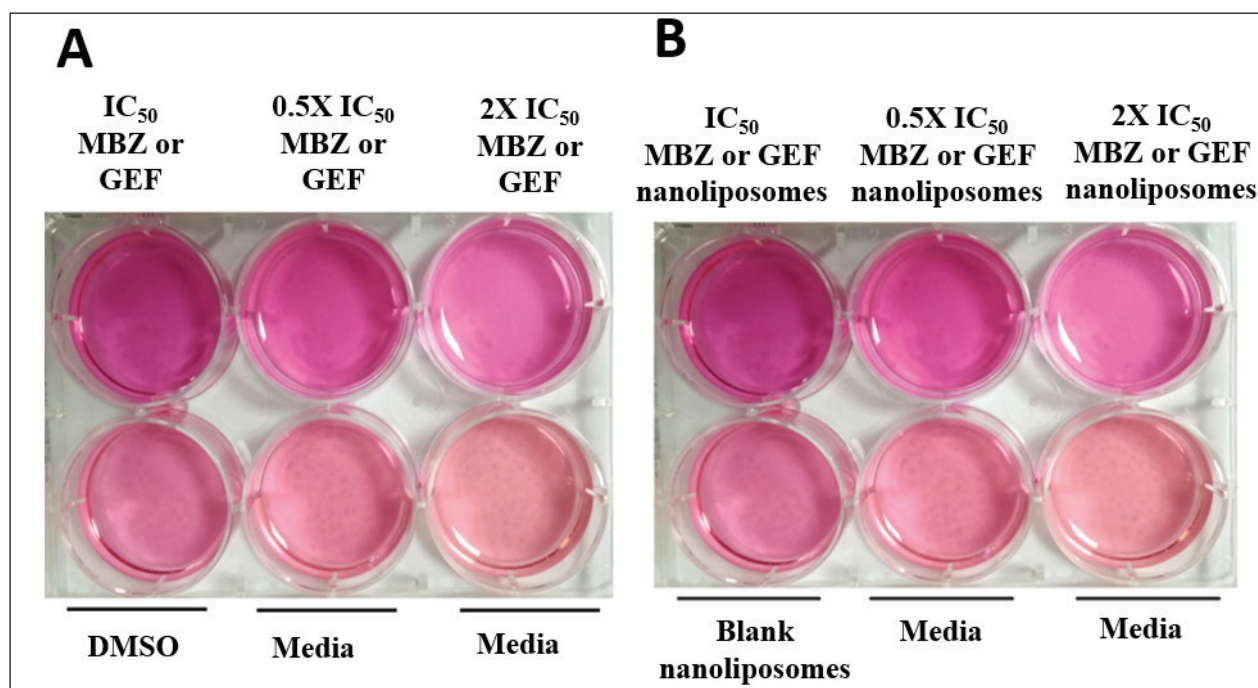 A
IC₅₀
MBZ or
GEF
0.5X IC₅₀
MBZ or
GEF
2X IC₅₀
MBZ or
GEF
DMSO
Media
Media
B
IC₅₀
MBZ or GEF
nanoliposomes
0.5X IC₅₀
MBZ or GEF
nanoliposomes
2X IC₅₀
MBZ or GEF
nanoliposomes
Blank
nanoliposomes
Media
Media